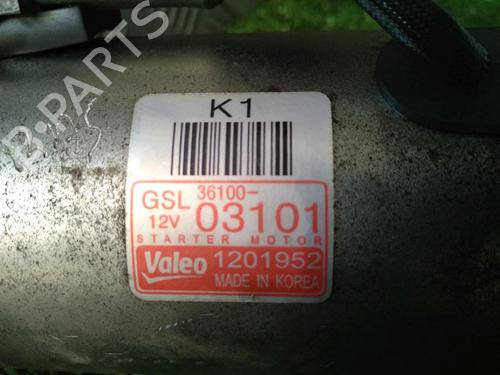 B-PARTS
K1
GSL 36100-
12V 03101
STARTER MOTOR
Valeo 1201952
MADE IN KOREA